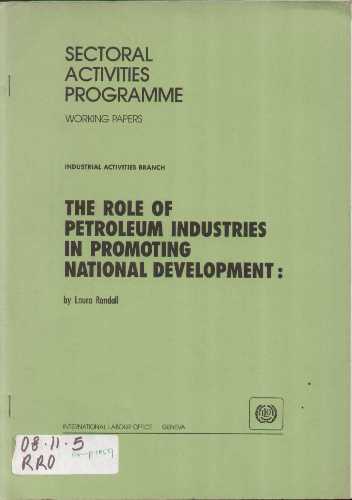 SECTORAL
ACTIVITIES
PROGRAMME
WORKING PAPERS
INDUSTRIAL ACTIVITIES BRANCH
THE ROLE OF
PETROLEUM INDUSTRIES
IN PROMOTING
NATIONAL DEVELOPMENT:
by Laura Randall
INTERNATIONAL LABOUR OFFICE GENEVA
08.11.5
RRO